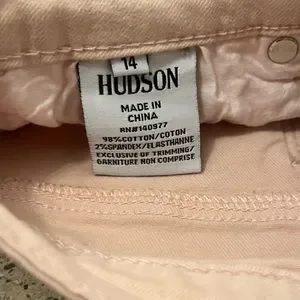 14
HUDSON
MADE IN
CHINA
RN#140977
98%COTTON/COTON
2%SPANDEX/ELASTHANNE
EXCLUSIVE OF TRIMMING/
GARNITURE NON COMPRISE